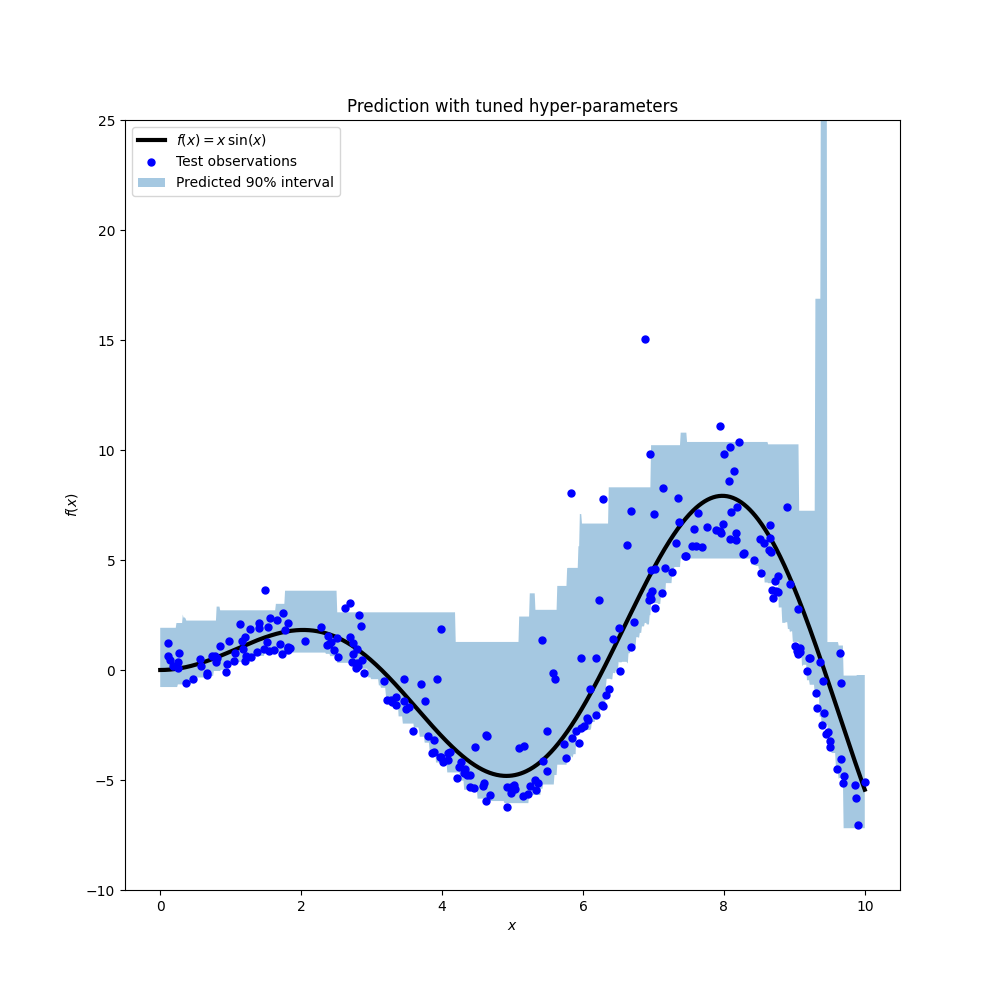 Prediction with tuned hyper-parameters
25
20
15
10
5
0
−5
−10
f(x)
f(x) = x sin(x)
Test observations
Predicted 90% interval
0 2 4 6 8 10
x